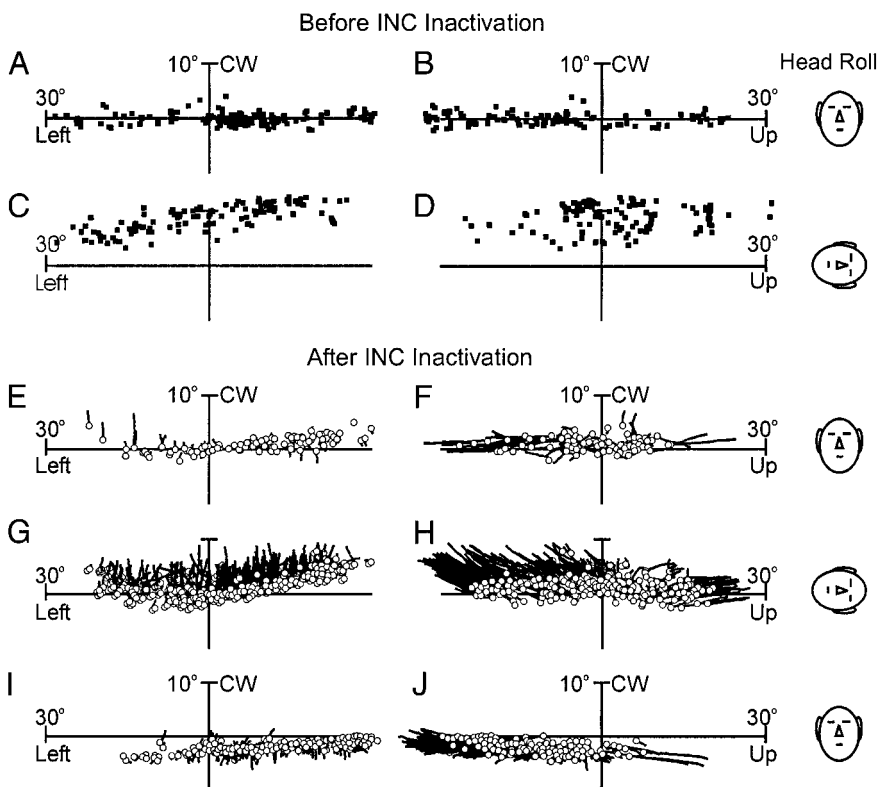 Before INC Inactivation
A 10° CW B 10° CW Head Roll
30° 30°
Left Up
C D
30° 30°
Left Up
After INC Inactivation
E 10° CW F 10° CW
30° 30°
Left Up
G H
30° 30°
Left Up
I 10° CW J 10° CW
30° 30°
Left Up